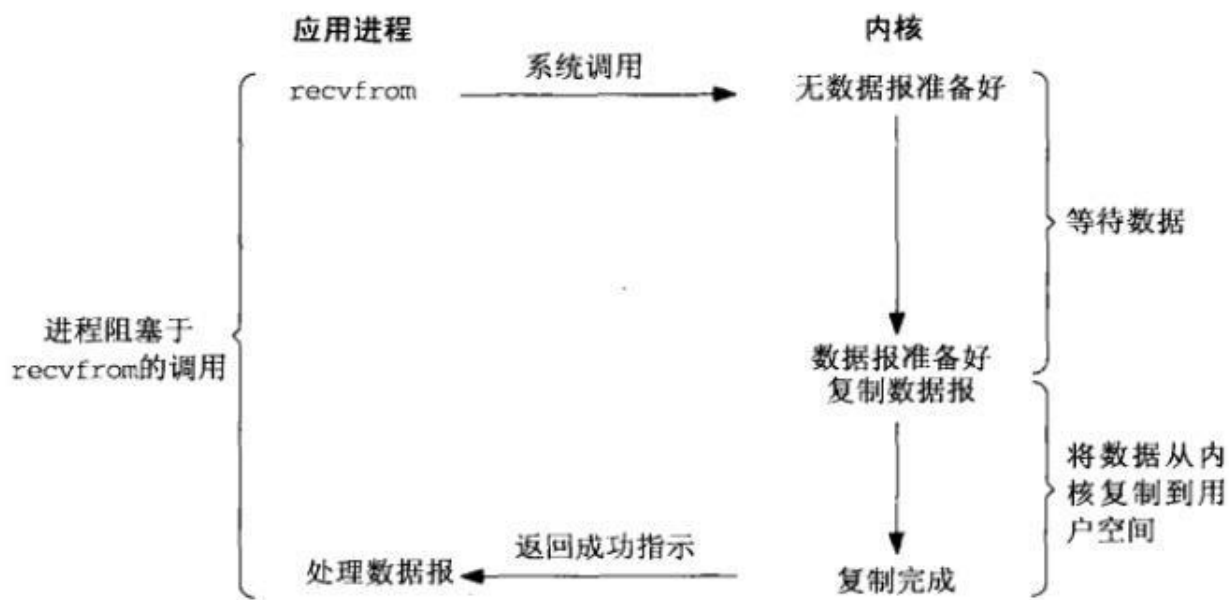 应用进程
内核
系统调用
recvfrom
无数据报准备好
等待数据
进程阻塞于
recvfrom的调用
数据报准备好
复制数据报
将数据从内
核复制到用
户空间
返回成功指示
处理数据报
复制完成